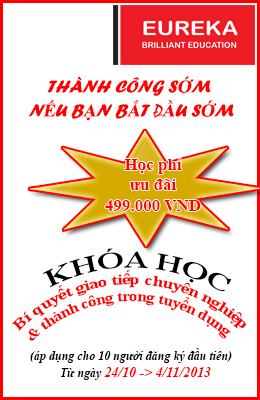 EUREKA
BRILLIANT EDUCATION
THÀNH CÔNG SỚM
NẾU BẠN BẮT ĐẦU SỚM
Học phí
ưu đãi
499.000 VND
KHÓA HỌC
Bí quyết giao tiếp chuyên nghiệp
& thành công trong tuyển dụng
(áp dụng cho 10 người đăng ký đầu tiên)
Từ ngày 24/10 -> 4/11/2013